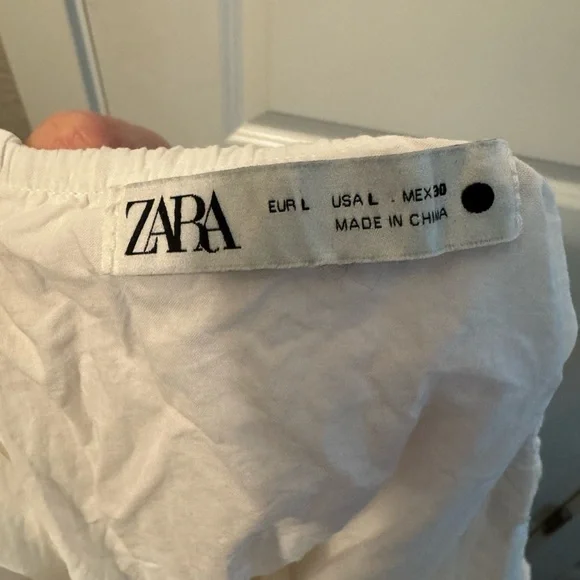 ZARA
EUR L USA L . MEX 30
MADE IN CHINA